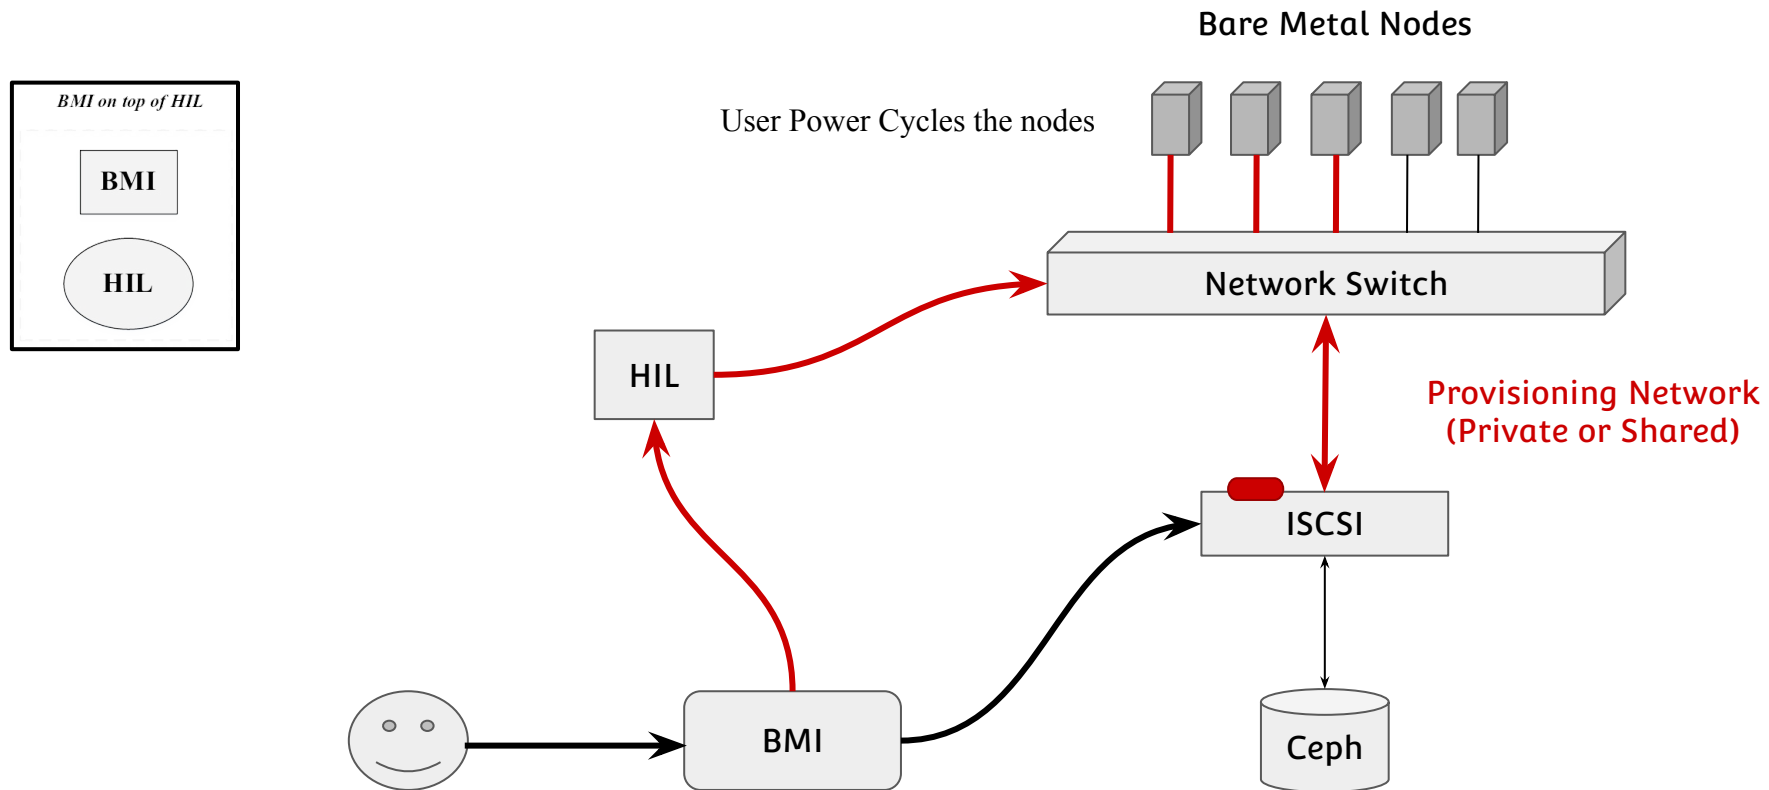 Bare Metal Nodes
BMI on top of HIL
User Power Cycles the nodes
BMI
HIL
Network Switch
HIL
Provisioning Network
(Private or Shared)
ISCSI
BMI
Ceph